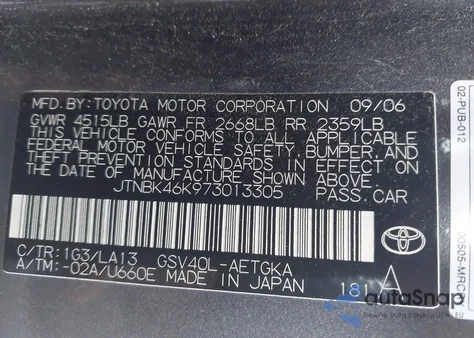 MFD.BY: TOYOTA MOTOR CORPORATION 09/06
GVWR 4515LB GAWR FR 2668LB RR 2359LB
THIS VEHICLE CONFORMS TO ALL APPLICABLE
FEDERAL MOTOR VEHICLE SAFETY, BUMPER, AND
THEFT PREVENTION STANDARDS IN EFFECT ON
THE DATE OF MANUFACTURE SHOWN ABOVE.
JTNBK46K973013305 PASS.CAR
C/TR:1G3/LA13 GSV40L-AETGKA
A/TM:-02A/U660E MADE IN JAPAN 181 A
TOYOTA
02-PUB-012
autoSnap